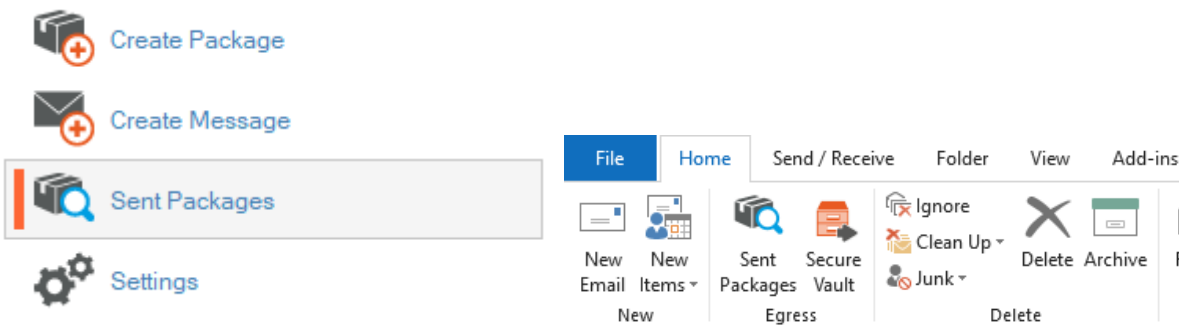 Create Package
Create Message
Sent Packages
Settings
File Home Send / Receive Folder View Add-ins
New Email
New Items
New
Sent Packages
Secure Vault
Egress
Ignore
Clean Up
Junk
Delete
Archive
Delete